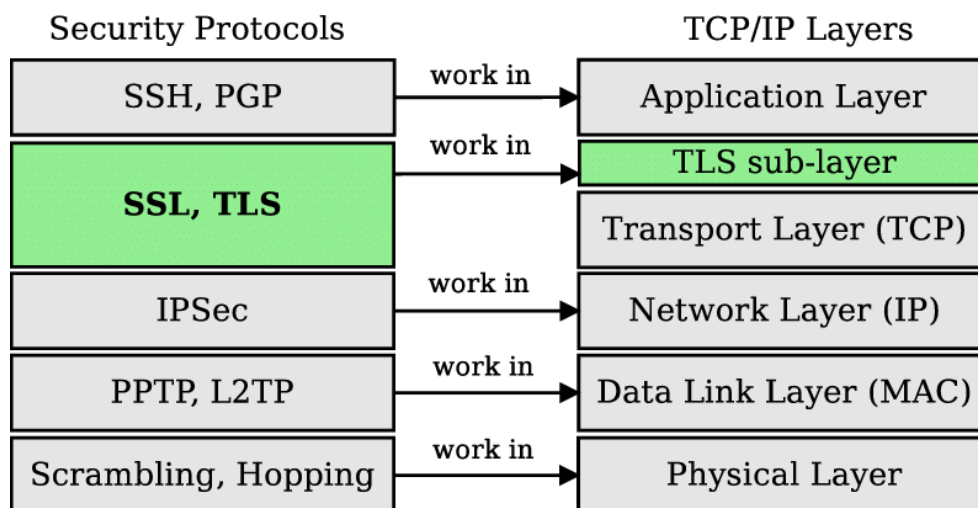 Security Protocols
TCP/IP Layers
SSH, PGP
work in
Application Layer
SSL, TLS
work in
TLS sub-layer
Transport Layer (TCP)
IPSec
work in
Network Layer (IP)
PPTP, L2TP
work in
Data Link Layer (MAC)
Scrambling, Hopping
work in
Physical Layer